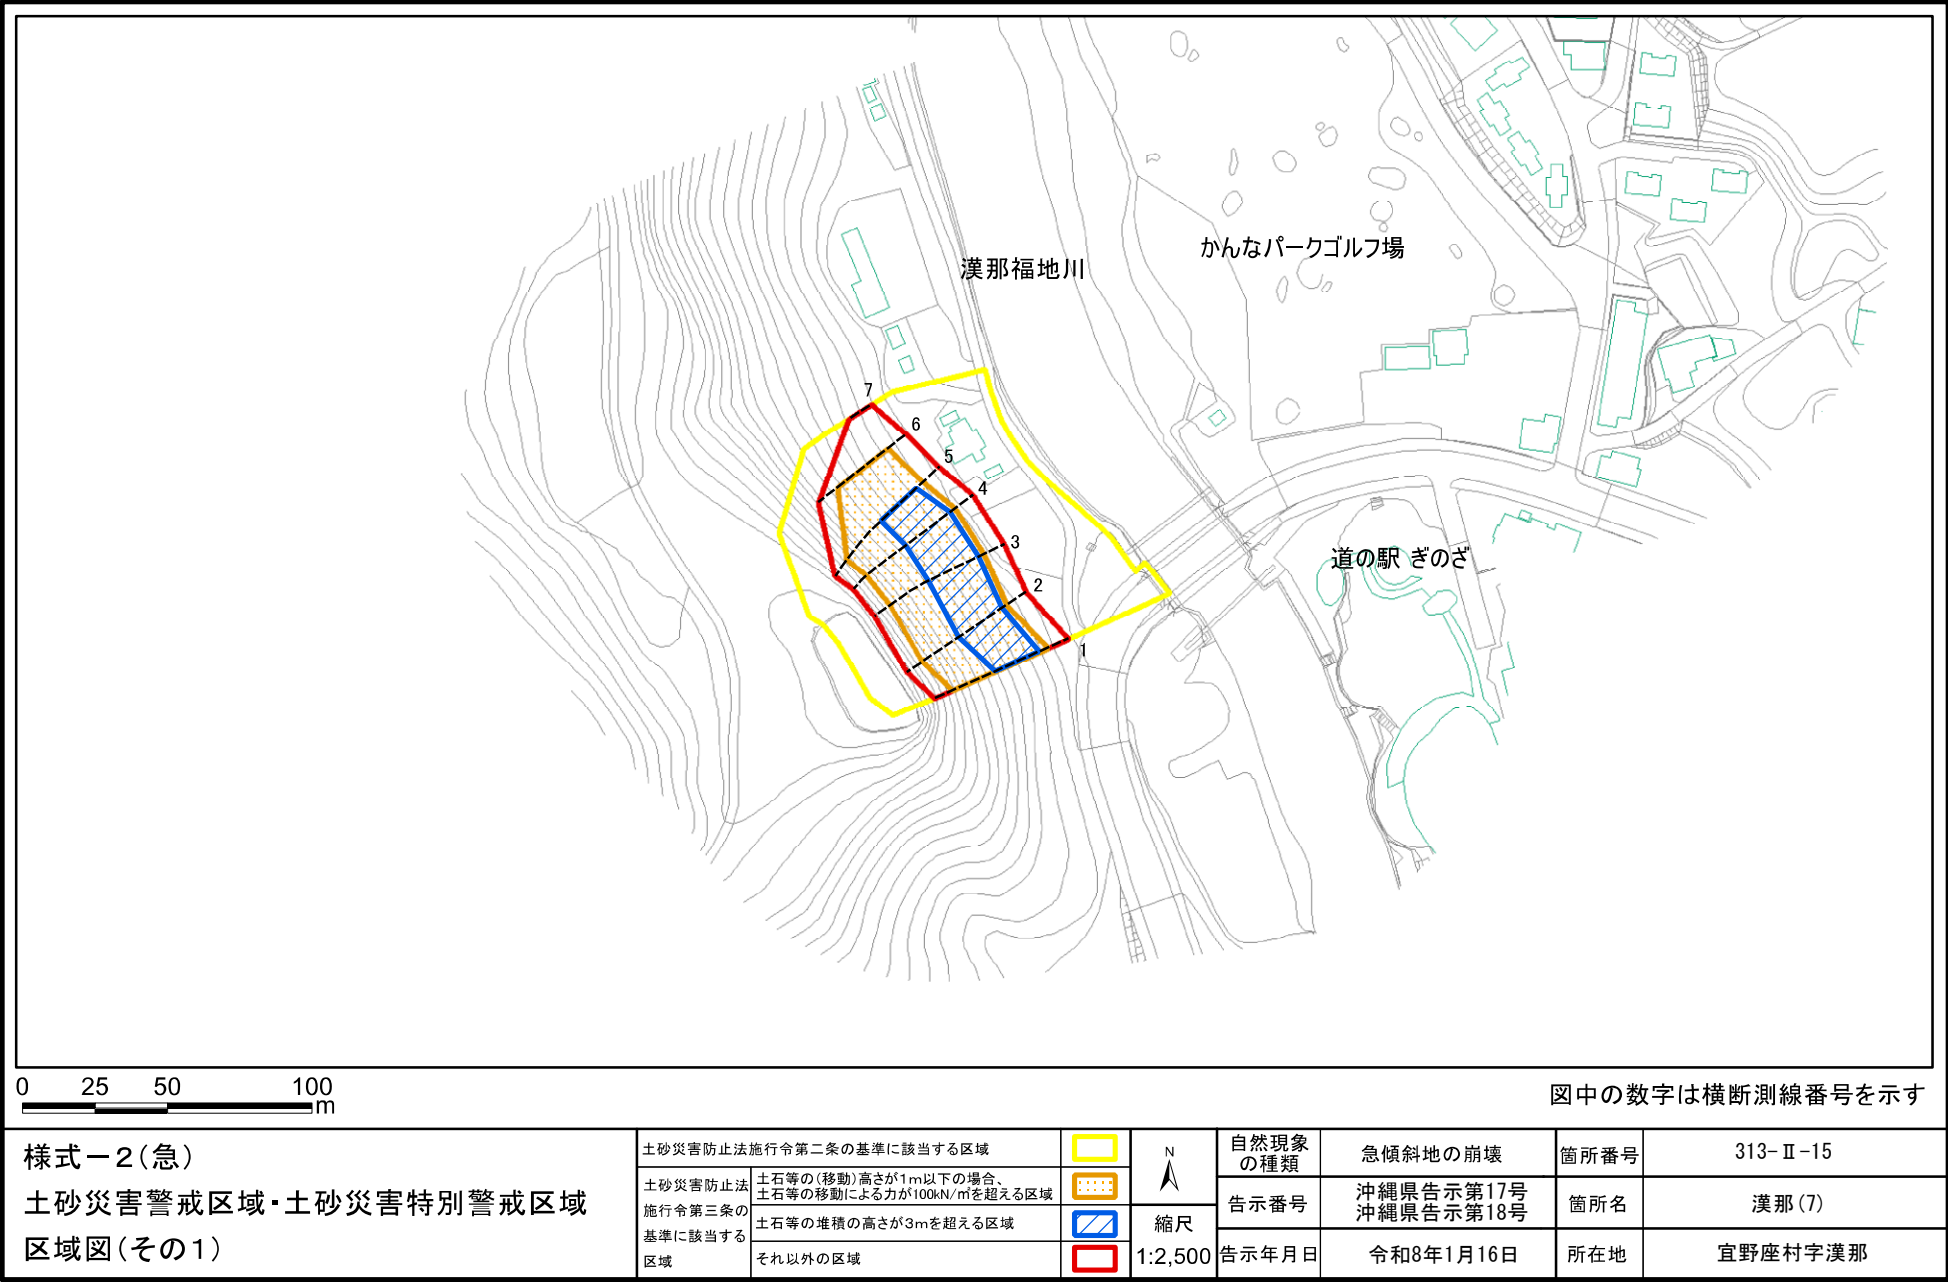 漢那福地川
かんなパークゴルフ場
道の駅 ぎのざ
7
6
5
4
3
2
1
0 25 50 100
m
図中の数字は横断測線番号を示す
様式-2(急)
土砂災害警戒区域・土砂災害特別警戒区域
区域図(その1)
土砂災害防止法施行令第二条の基準に該当する区域
土砂災害防止法
施行令第三条の
基準に該当する
区域
土石等の(移動)高さが1m以下の場合、
土石等の移動による力が100kN/㎡を超える区域
土石等の堆積の高さが3mを超える区域
それ以外の区域
N
縮尺
1:2,500
自然現象
の種類
急傾斜地の崩壊
箇所番号
313-Ⅱ-15
告示番号
沖縄県告示第17号
沖縄県告示第18号
箇所名
漢那(7)
告示年月日
令和8年1月16日
所在地
宜野座村字漢那